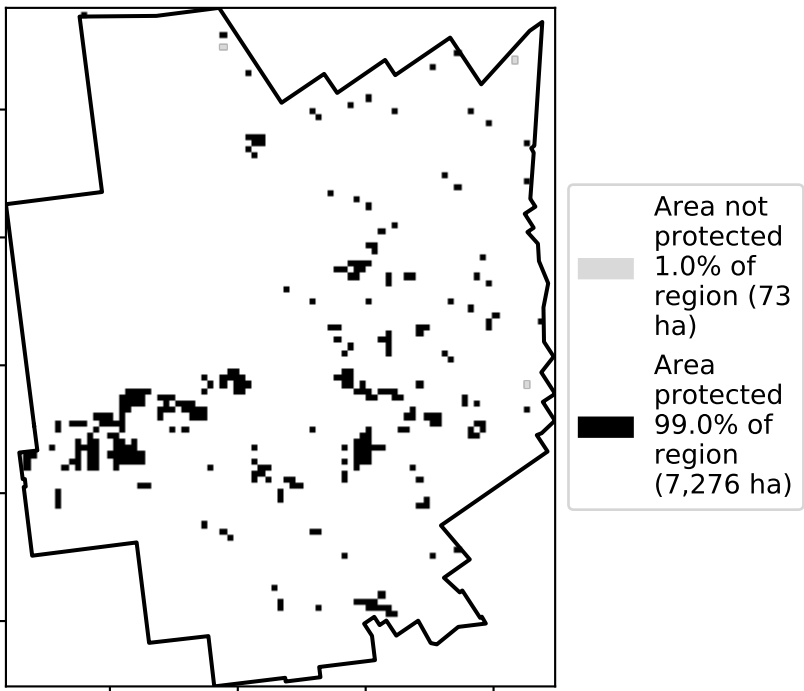 Area not
protected
1.0% of
region (73
ha)
Area
protected
99.0% of
region
(7,276 ha)